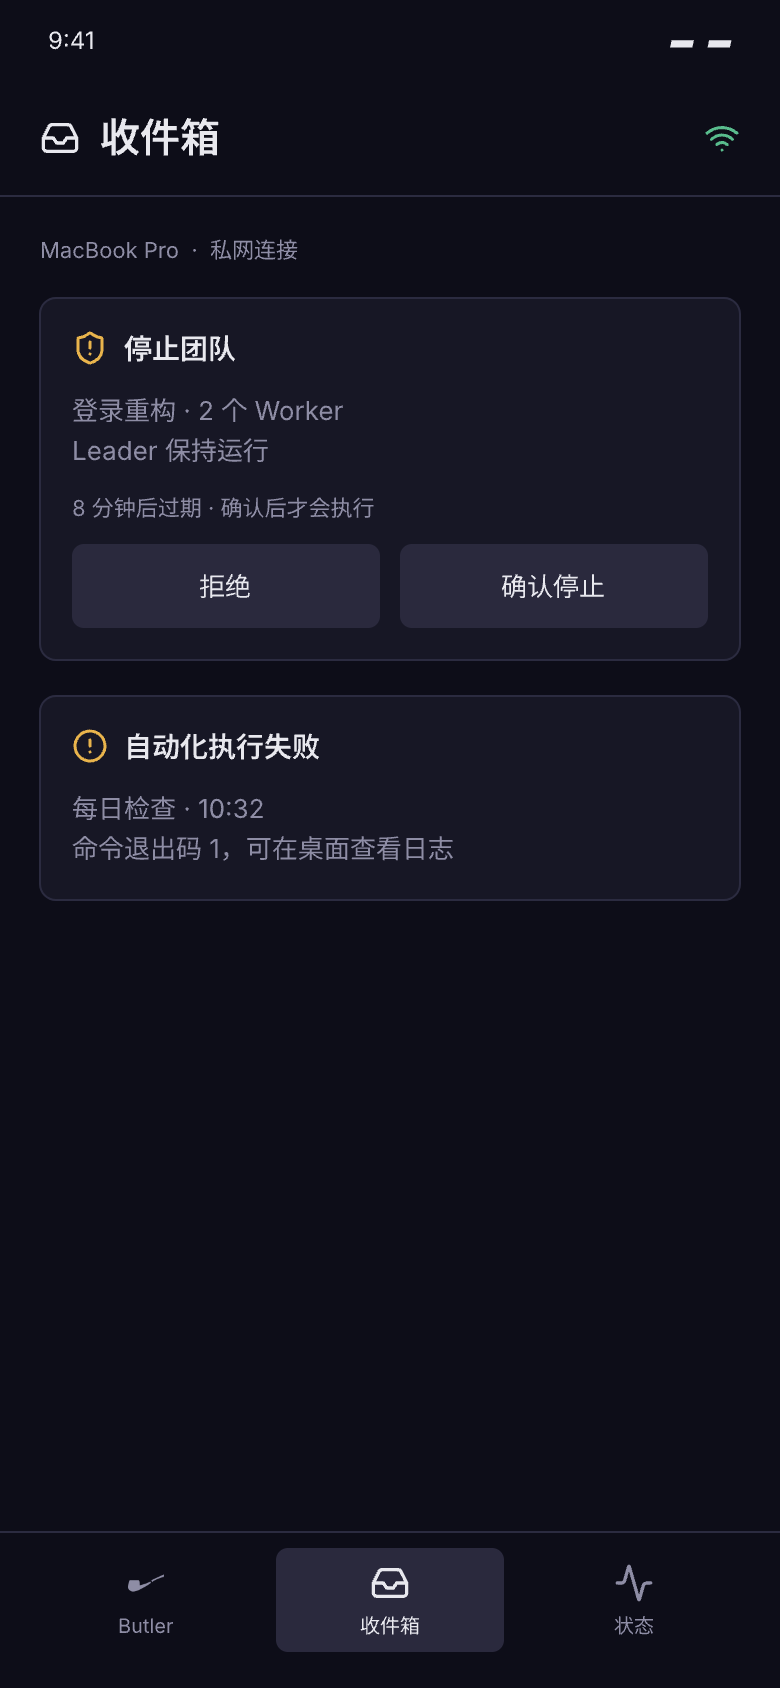 9:41
收件箱
MacBook Pro · 私网连接
停止团队
登录重构 · 2 个 Worker
Leader 保持运行
8 分钟后过期 · 确认后才会执行
拒绝
确认停止
自动化执行失败
每日检查 · 10:32
命令退出码 1，可在桌面查看日志
Butler
收件箱
状态